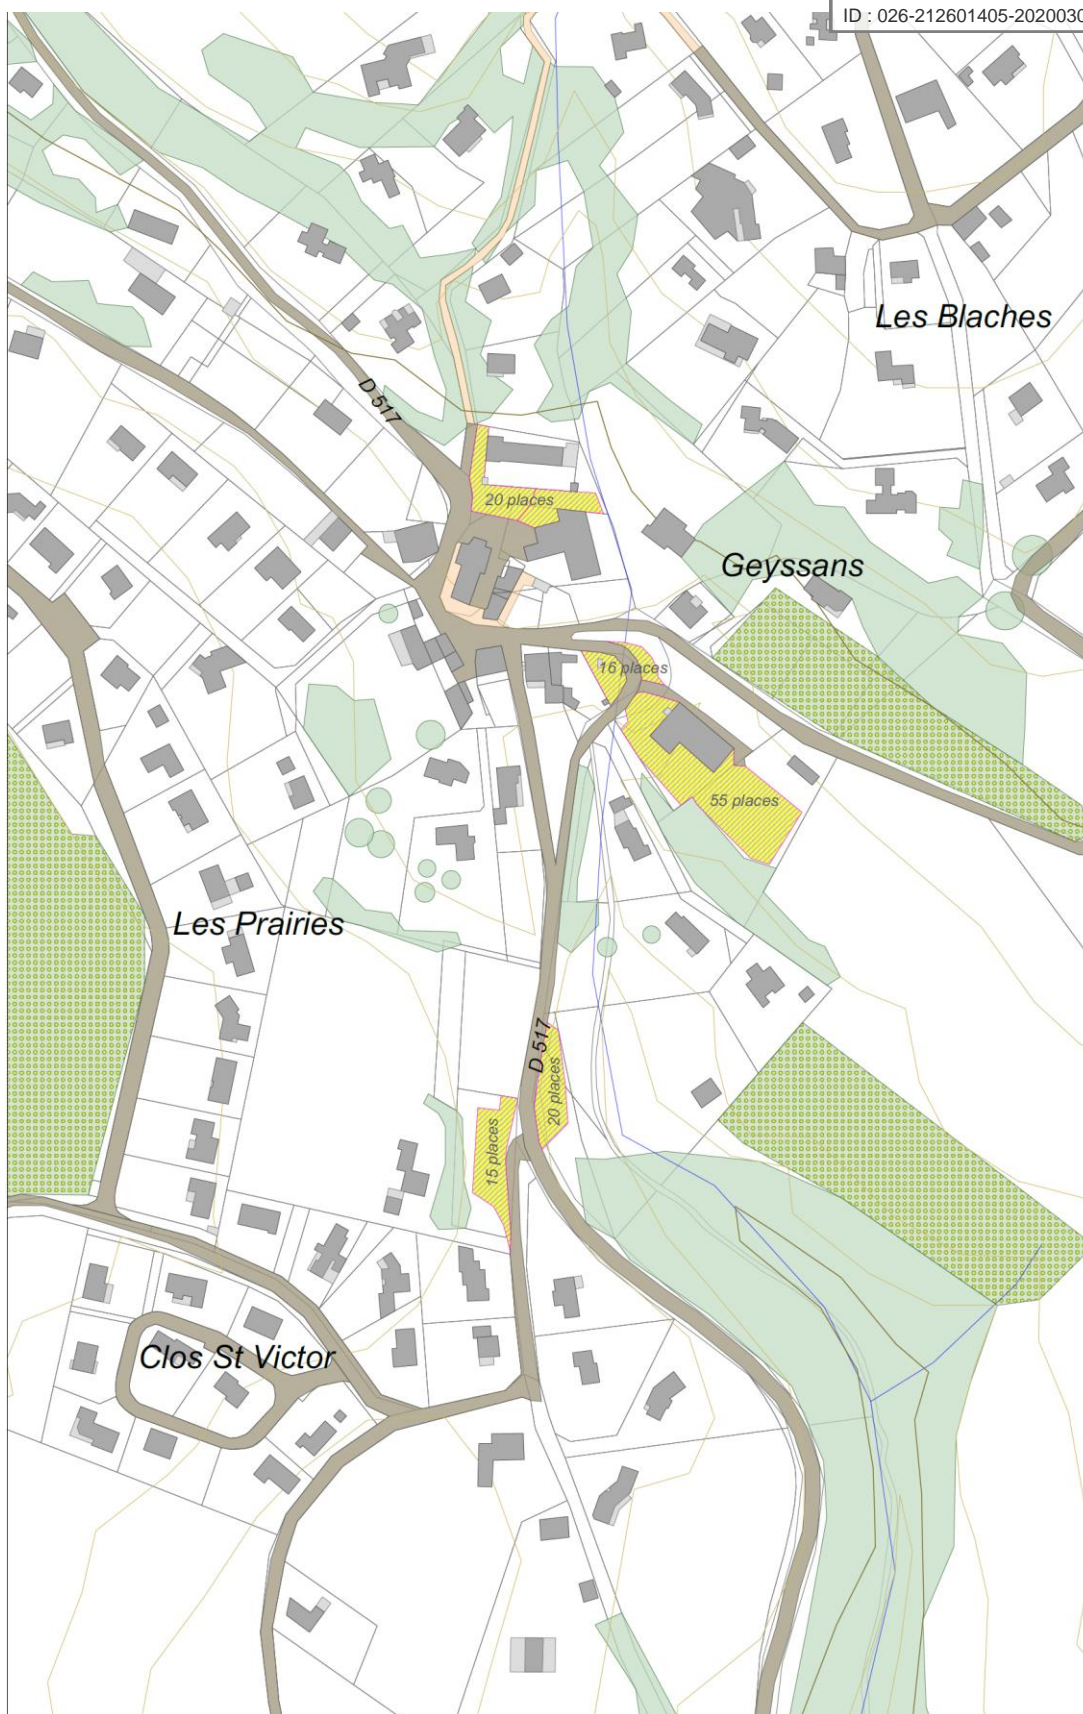 ID : 026-212601405-2020030
Les Blaches
D 517
20 places
Geyssans
16 places
55 places
Les Prairies
D 517
20 places
15 places
Clos St Victor